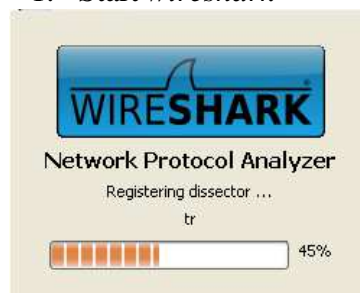 WIRESHARK
Network Protocol Analyzer
Registering dissector ...
tr
45%